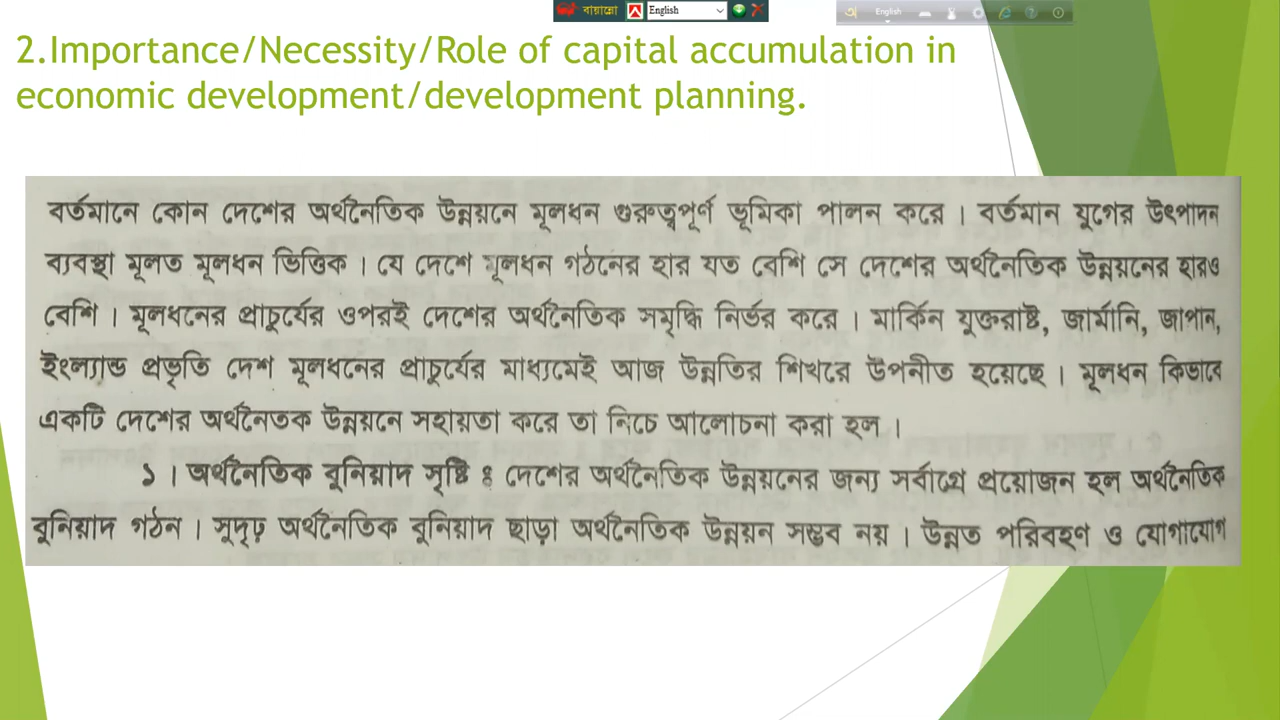 বায়ান্নো English
English
2.Importance/Necessity/Role of capital accumulation in
economic development/development planning.
বর্তমানে কোন দেশের অর্থনৈতিক উন্নয়নে মূলধন গুরুত্বপূর্ণ ভূমিকা পালন করে । বর্তমান যুগের উৎপাদন
ব্যবস্থা মূলত মূলধন ভিত্তিক । যে দেশে মূলধন গঠনের হার যত বেশি সে দেশের অর্থনৈতিক উন্নয়নের হারও
বেশি । মূলধনের প্রাচুর্যের ওপরই দেশের অর্থনৈতিক সমৃদ্ধি নির্ভর করে । মার্কিন যুক্তরাষ্ট্র, জার্মানি, জাপান,
ইংল্যান্ড প্রভৃতি দেশ মূলধনের প্রাচুর্যের মাধ্যমেই আজ উন্নতির শিখরে উপনীত হয়েছে । মূলধন কিভাবে
একটি দেশের অর্থনৈতক উন্নয়নে সহায়তা করে তা নিচে আলোচনা করা হল ।
১ । অর্থনৈতিক বুনিয়াদ সৃষ্টি ঃ দেশের অর্থনৈতিক উন্নয়নের জন্য সর্বাগ্রে প্রয়োজন হল অর্থনৈতিক
বুনিয়াদ গঠন । সুদৃঢ় অর্থনৈতিক বুনিয়াদ ছাড়া অর্থনৈতিক উন্নয়ন সম্ভব নয় । উন্নত পরিবহণ ও যোগাযোগ